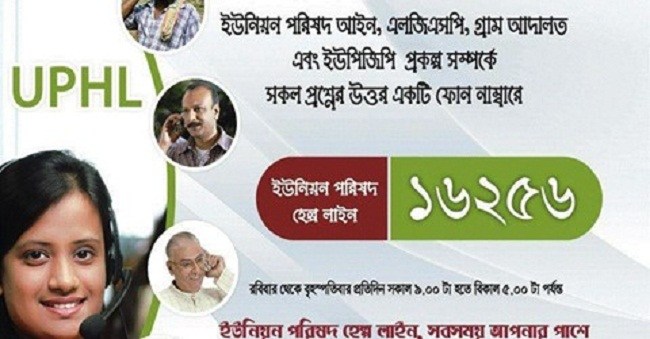 ইউনিয়ন পরিষদ আইন, এলজিএসপি, গ্রাম আদালত
এবং ইউপিজিপি প্রকল্প সম্পর্কে
সকল প্রশ্নের উত্তর একটি ফোন নাম্বারে
UPHL
ইউনিয়ন পরিষদ
হেল্প লাইন
১৬২৫৬
রবিবার থেকে বৃহস্পতিবার প্রতিদিন সকাল ৯.০০ টা হতে বিকাল ৫.০০ টা পর্যন্ত
ইউনিয়ন পরিষদ হেল্প লাইন, সবসময় আপনার পাশে